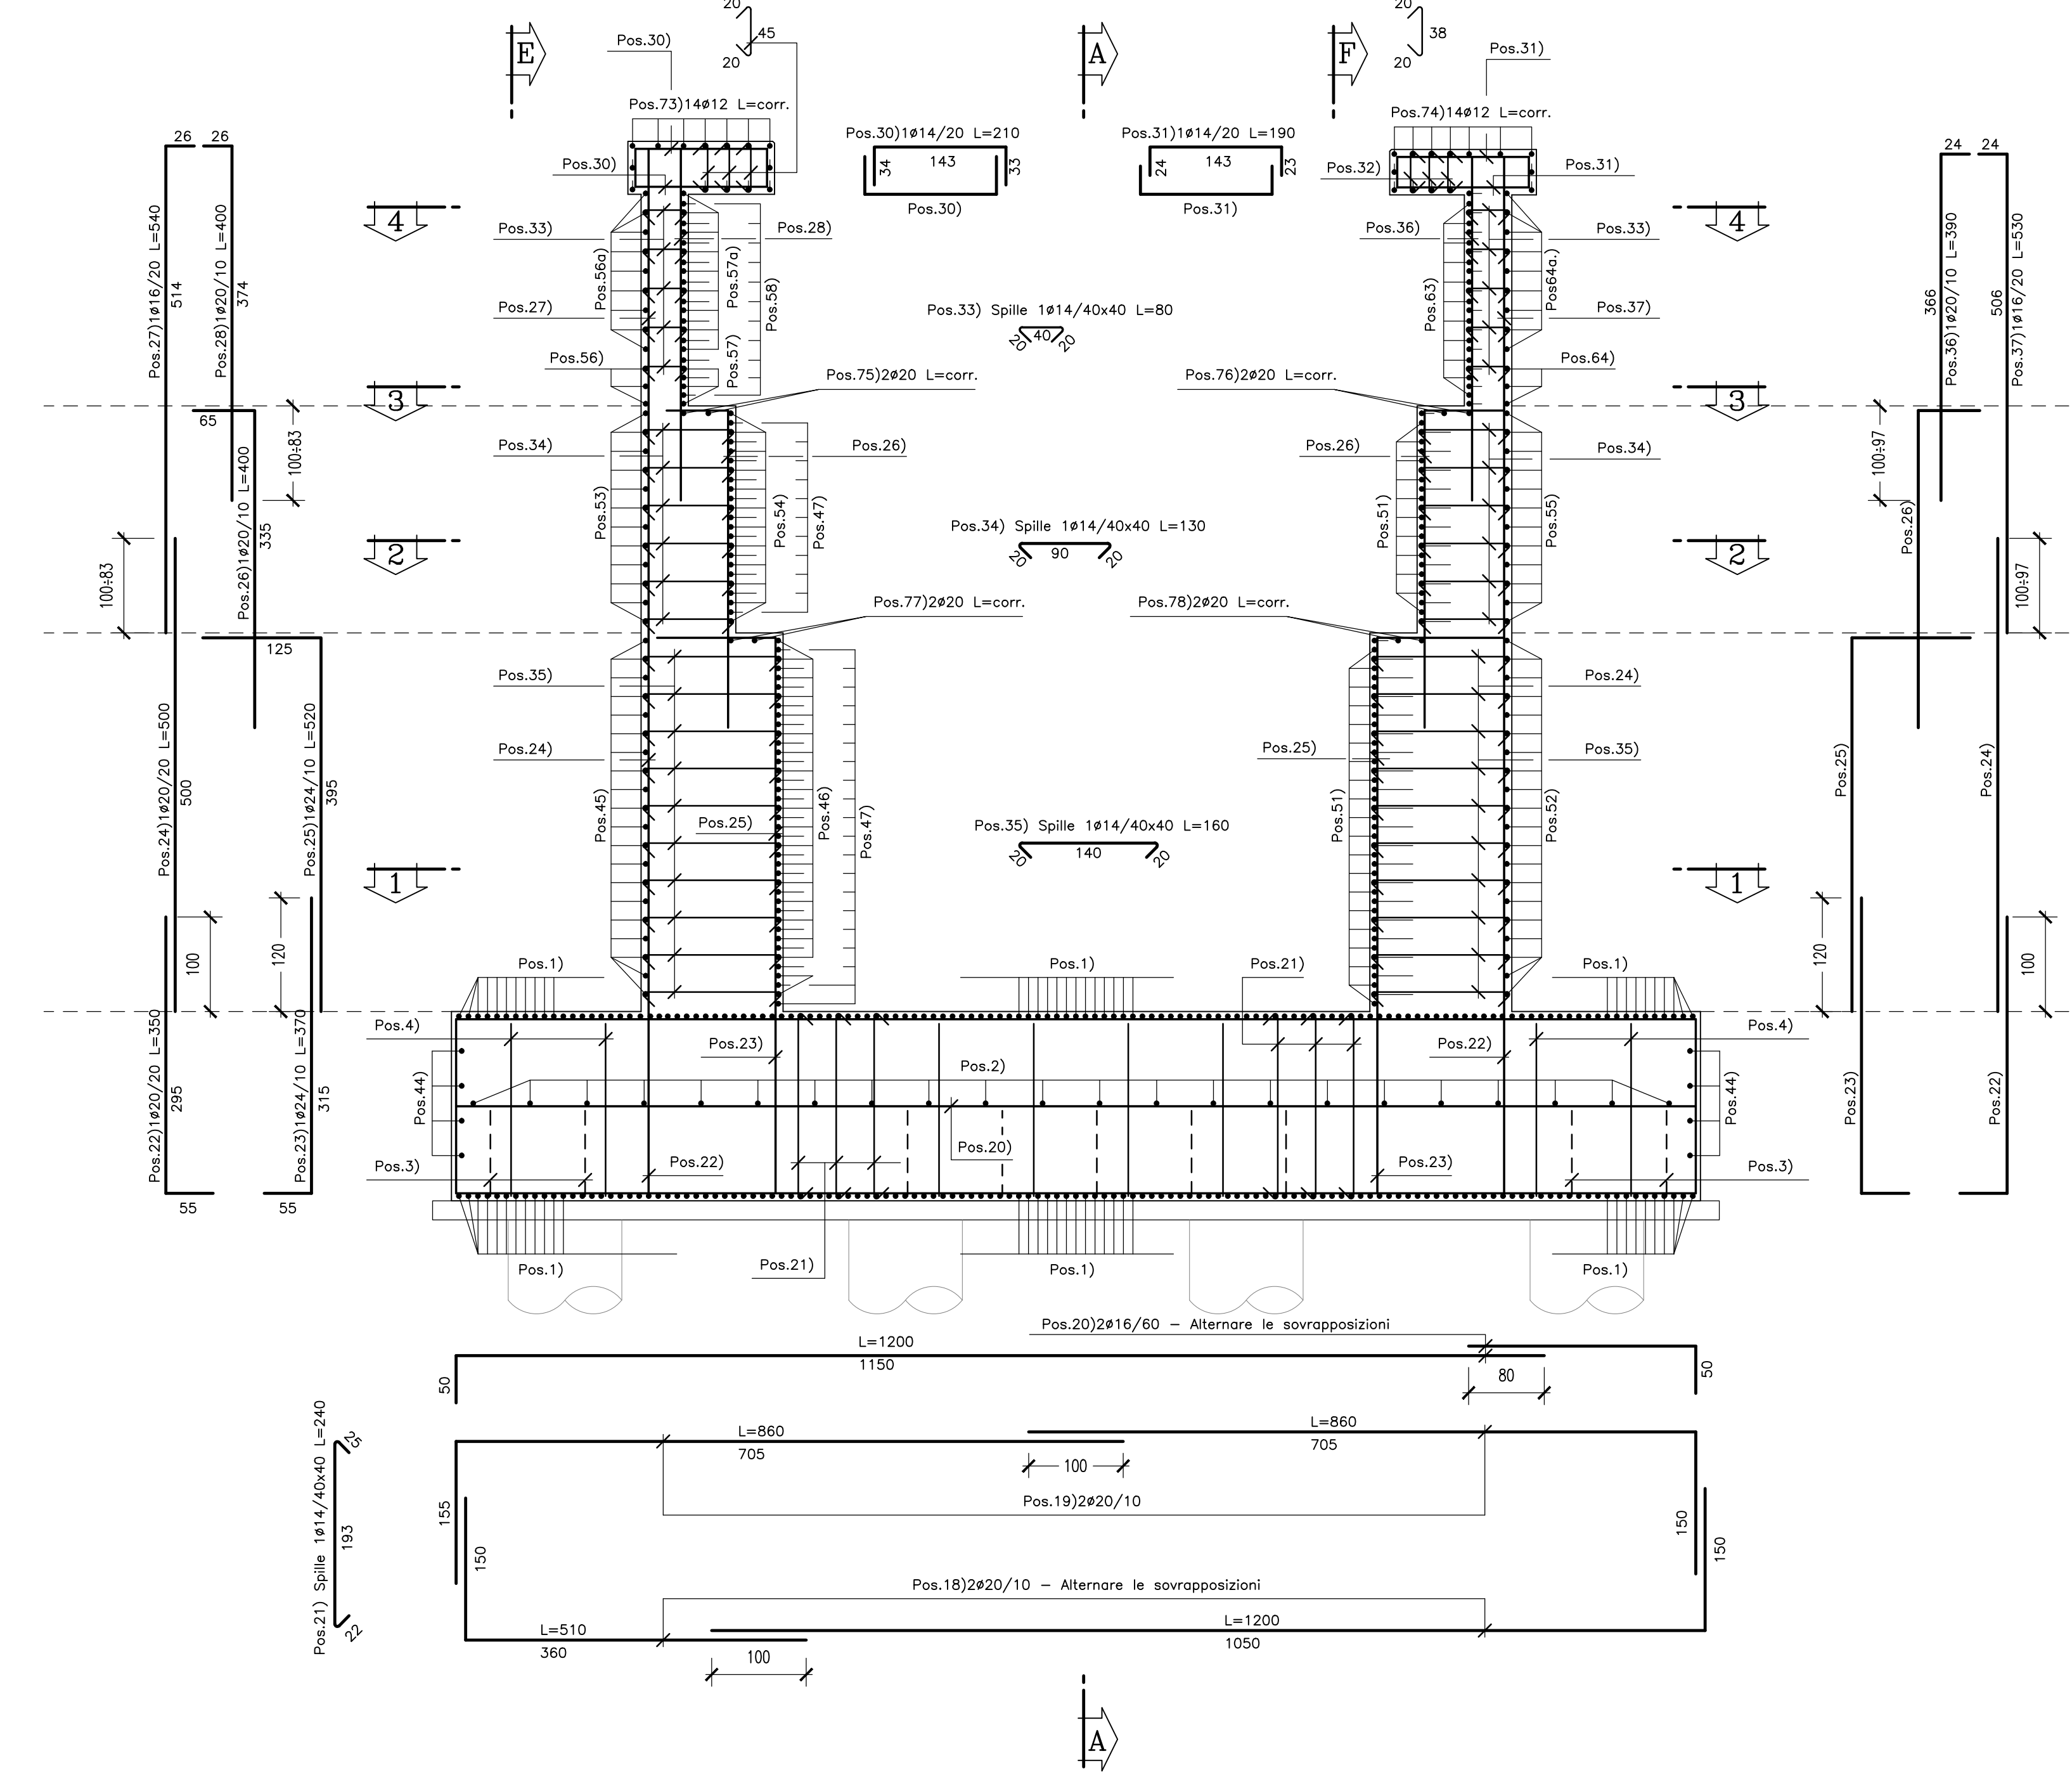 20
20
45
Pos.30)
E
A
F
20
20
38
Pos.31)
Pos.73)14ø12 L=corr.
Pos.74)14ø12 L=corr.
26 26
Pos.30)1ø14/20 L=210
34
143
33
Pos.30)
Pos.31)1ø14/20 L=190
24
143
23
Pos.31)
24 24
Pos.30)
Pos.32)
Pos.31)
4
4
Pos.27)1ø16/20 L=540
514
Pos.28)1ø20/10 L=400
374
Pos.33)
Pos.28)
Pos.36)
Pos.33)
Pos.56a)
Pos.57a)
Pos.58)
Pos.63)
Pos64a.)
366
Pos.36)1ø20/10 L=390
506
Pos.37)1ø16/20 L=530
Pos.27)
Pos.33) Spille 1ø14/40x40 L=80
20
40
20
Pos.37)
Pos.56)
Pos.57)
Pos.64)
Pos.75)2ø20 L=corr.
Pos.76)2ø20 L=corr.
3
3
65
100÷83
100÷97
Pos.34)
Pos.26)
Pos.26)
Pos.34)
Pos.26)1ø20/10 L=400
335
Pos.53)
Pos.54)
Pos.47)
Pos.51)
Pos.55)
Pos.26)
Pos.34) Spille 1ø14/40x40 L=130
20
90
20
2
2
100÷83
100÷97
Pos.77)2ø20 L=corr.
Pos.78)2ø20 L=corr.
125
Pos.35)
Pos.24)
Pos.24)
Pos.25)
Pos.35)
Pos.24)1ø20/20 L=500
500
Pos.25)1ø24/10 L=520
395
Pos.45)
Pos.25)
Pos.46)
Pos.47)
Pos.51)
Pos.52)
Pos.25)
Pos.24)
Pos.35) Spille 1ø14/40x40 L=160
20
140
20
1
1
100
120
120
100
Pos.1)
Pos.1)
Pos.21)
Pos.1)
Pos.4)
Pos.23)
Pos.22)
Pos.4)
Pos.2)
Pos.22)1ø20/20 L=350
295
Pos.23)1ø24/10 L=370
315
Pos.44)
Pos.44)
Pos.23)
Pos.22)
Pos.20)
Pos.3)
Pos.22)
Pos.23)
Pos.3)
55
55
Pos.1)
Pos.21)
Pos.1)
Pos.1)
Pos.20)2ø16/60 – Alternare le sovrapposizioni
L=1200
1150
50
80
50
L=860
705
L=860
705
100
Pos.19)2ø20/10
155
150
150
150
Pos.21) Spille 1ø14/40x40 L=240
25
193
22
Pos.18)2ø20/10 – Alternare le sovrapposizioni
L=510
360
L=1200
1050
100
A